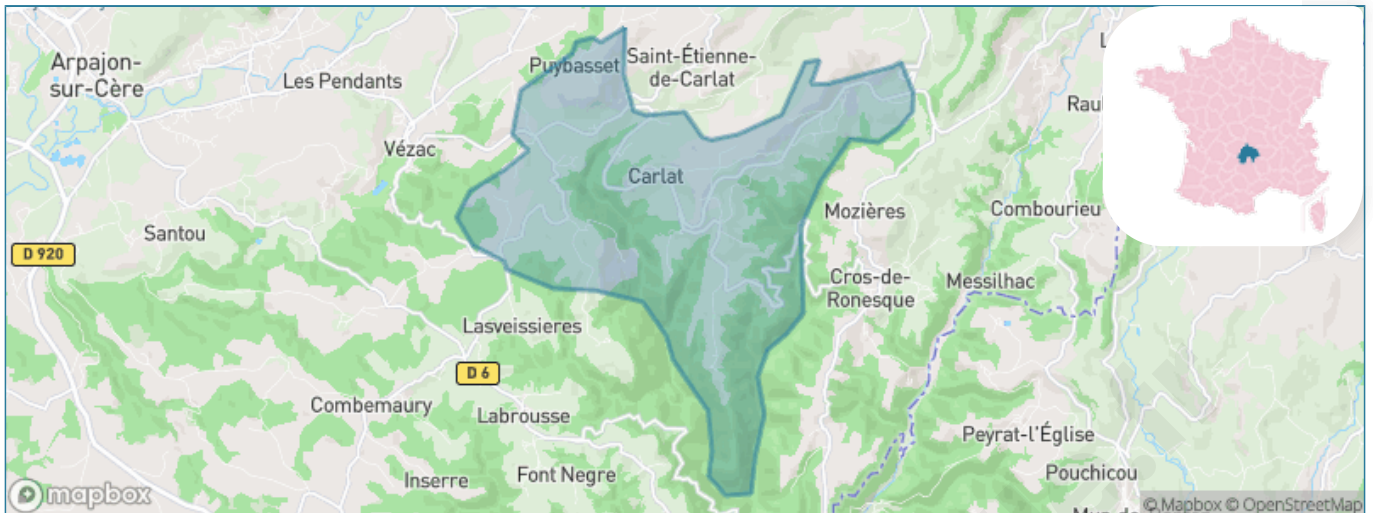 Arpajon-
sur-Cère
Les Pendants
Puybasset
Saint-Étienne-
de-Carlat
Vézac
Carlat
Mozières
Combourieu
Santou
D 920
Cros-de-
Ronesque
Messilhac
Lasveissieres
D 6
Combemaury
Labrousse
Peyrat-l'Église
Inserre
Font Negre
Pouchicou
mapbox
© Mapbox © OpenStreetMap